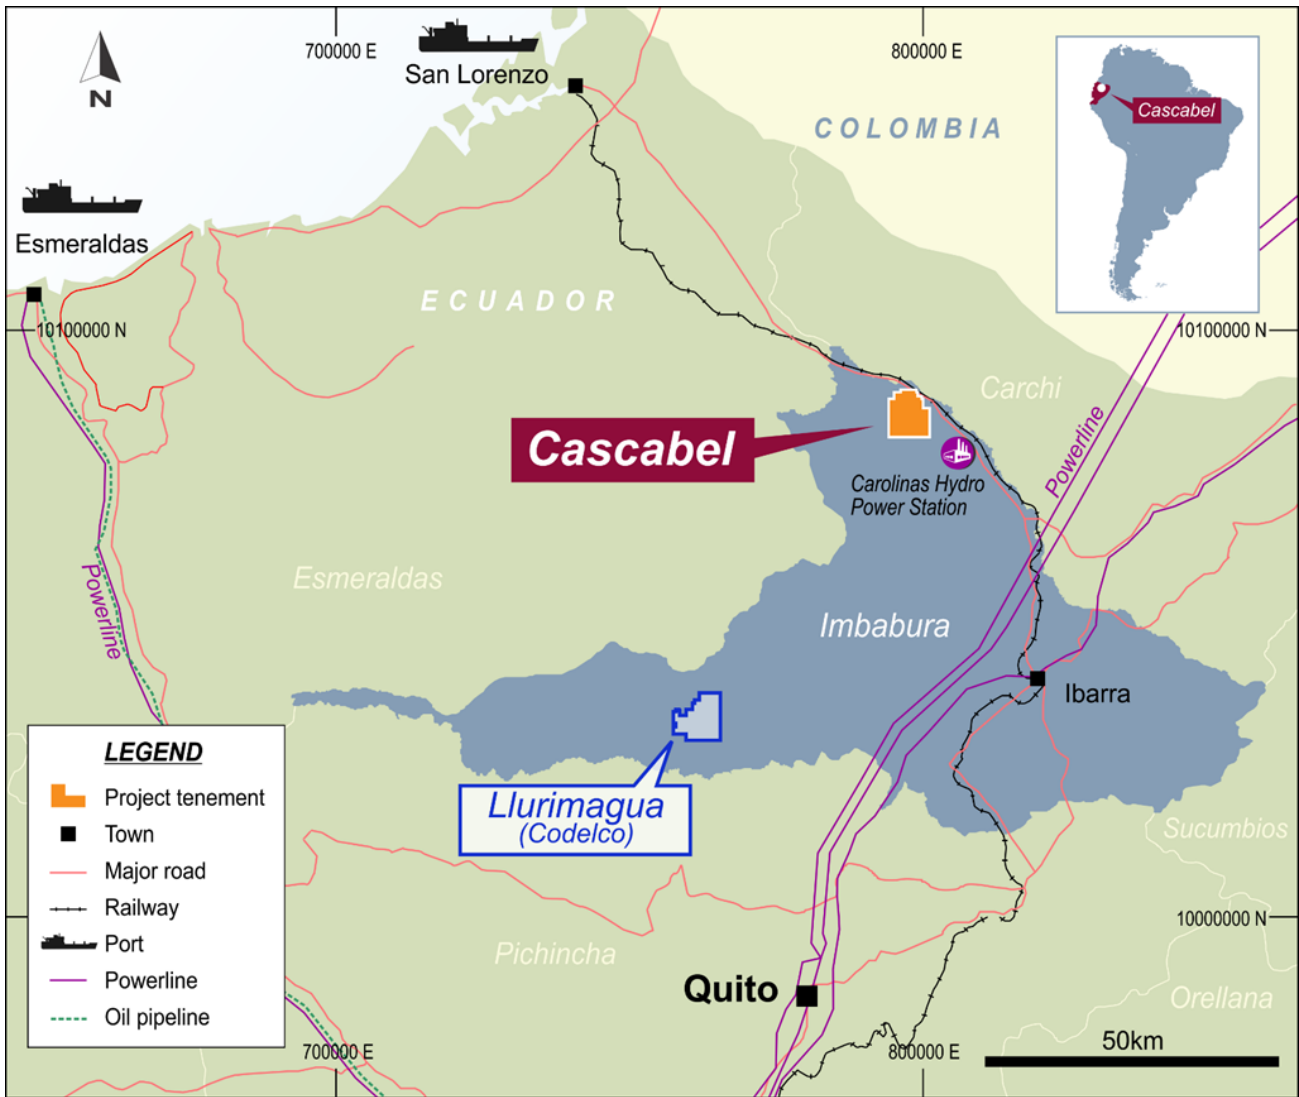 700000 E
800000 E
San Lorenzo
N
COLOMBIA
Cascabel
Esmeraldas
ECUADOR
10100000 N
10100000 N
Carchi
Cascabel
Powerline
Carolinas Hydro
Power Station
Esmeraldas
Powerline
Imbabura
Ibarra
LEGEND
Project tenement
Town
Major road
Railway
Port
Powerline
Oil pipeline
Llurimagua
(Codelco)
Sucumbios
10000000 N
Pichincha
Quito
Orellana
700000 E
800000 E
50km